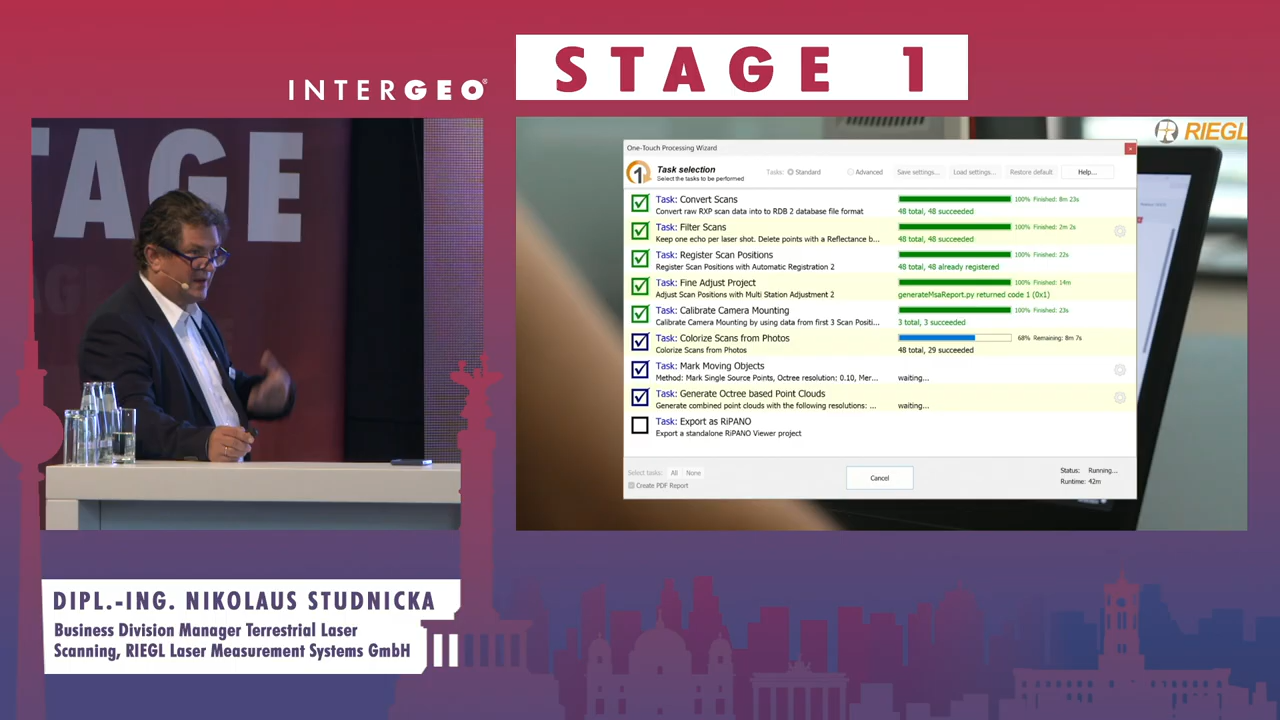 INTERGEO®
STAGE 1
TAGE
RIEGL
One-Touch Processing Wizard
1
Task selection
Select the tasks to be performed
Tasks: Standard Advanced Save settings... Load settings... Restore default Help...
Task: Convert Scans
100% Finished: 8m 23s
Convert raw RXP scan data into to RDB 2 database file format
48 total, 48 succeeded
Task: Filter Scans
100% Finished: 2m 2s
Keep one echo per laser shot. Delete points with a Reflectance b...
48 total, 48 succeeded
Task: Register Scan Positions
100% Finished: 22s
Register Scan Positions with Automatic Registration 2
48 total, 48 already registered
Task: Fine Adjust Project
100% Finished: 14m
Adjust Scan Positions with Multi Station Adjustment 2
generateMsaReport.py returned code 1 (0x1)
Task: Calibrate Camera Mounting
100% Finished: 23s
Calibrate Camera Mounting by using data from first 3 Scan Positi...
3 total, 3 succeeded
Task: Colorize Scans from Photos
68% Remaining: 8m 7s
Colorize Scans from Photos
48 total, 29 succeeded
Task: Mark Moving Objects
Method: Mark Single Source Points, Octree resolution: 0.10, Mer...
waiting...
Task: Generate Octree based Point Clouds
Generate combined point clouds with the following resolutions: ...
waiting...
Task: Export as RiPANO
Export a standalone RiPANO Viewer project
Select tasks: All None
Create PDF Report
Cancel
Status: Running...
Runtime: 42m
DIPL.-ING. NIKOLAUS STUDNICKA
Business Division Manager Terrestrial Laser
Scanning, RIEGL Laser Measurement Systems GmbH